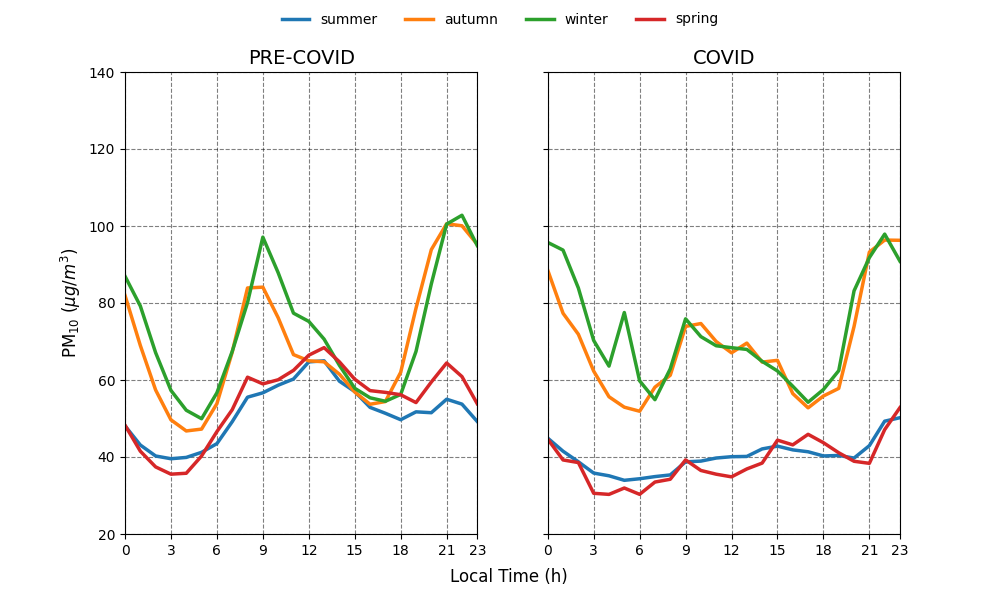 summer autumn winter spring
PRE-COVID COVID
140
120
100
80
60
40
20
PM10 (μg/m3)
0 3 6 9 12 15 18 21 23 0 3 6 9 12 15 18 21 23
Local Time (h)